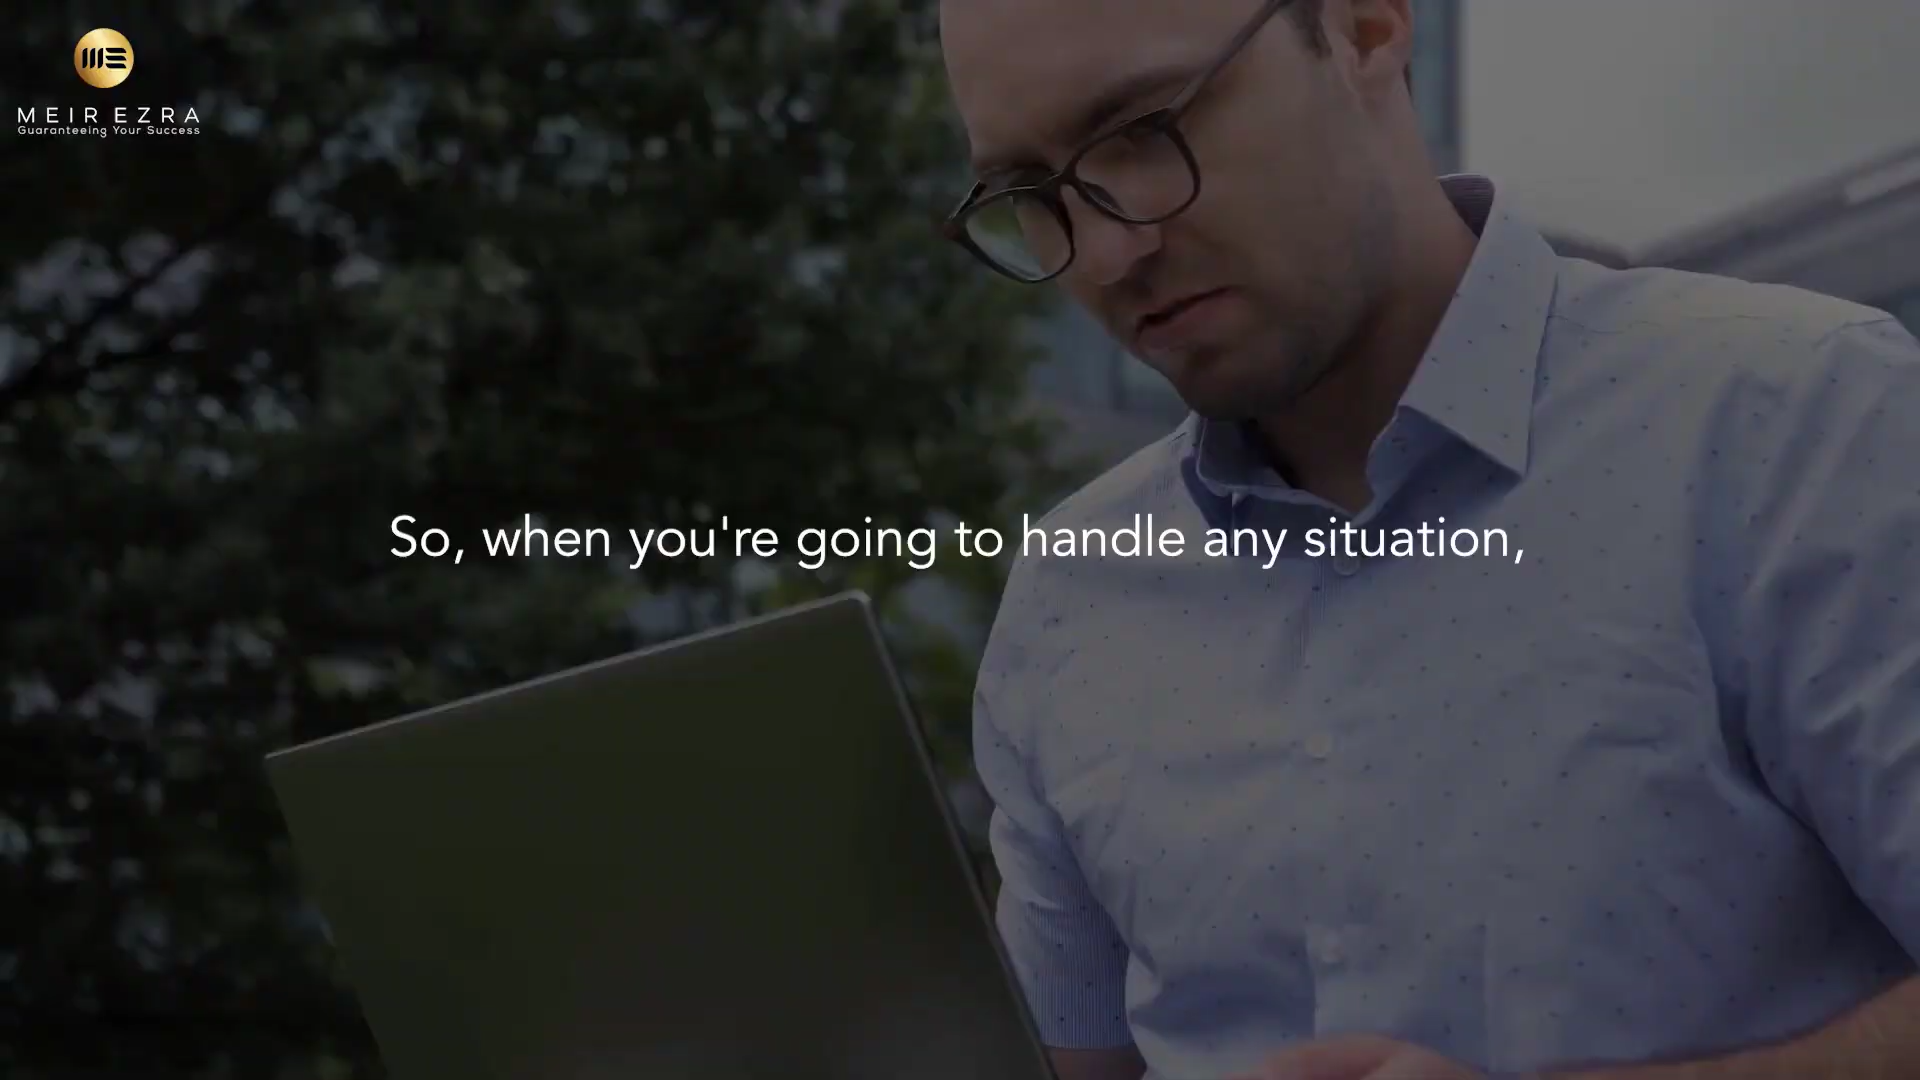 MEIR EZRA
Guaranteeing Your Success
So, when you're going to handle any situation,